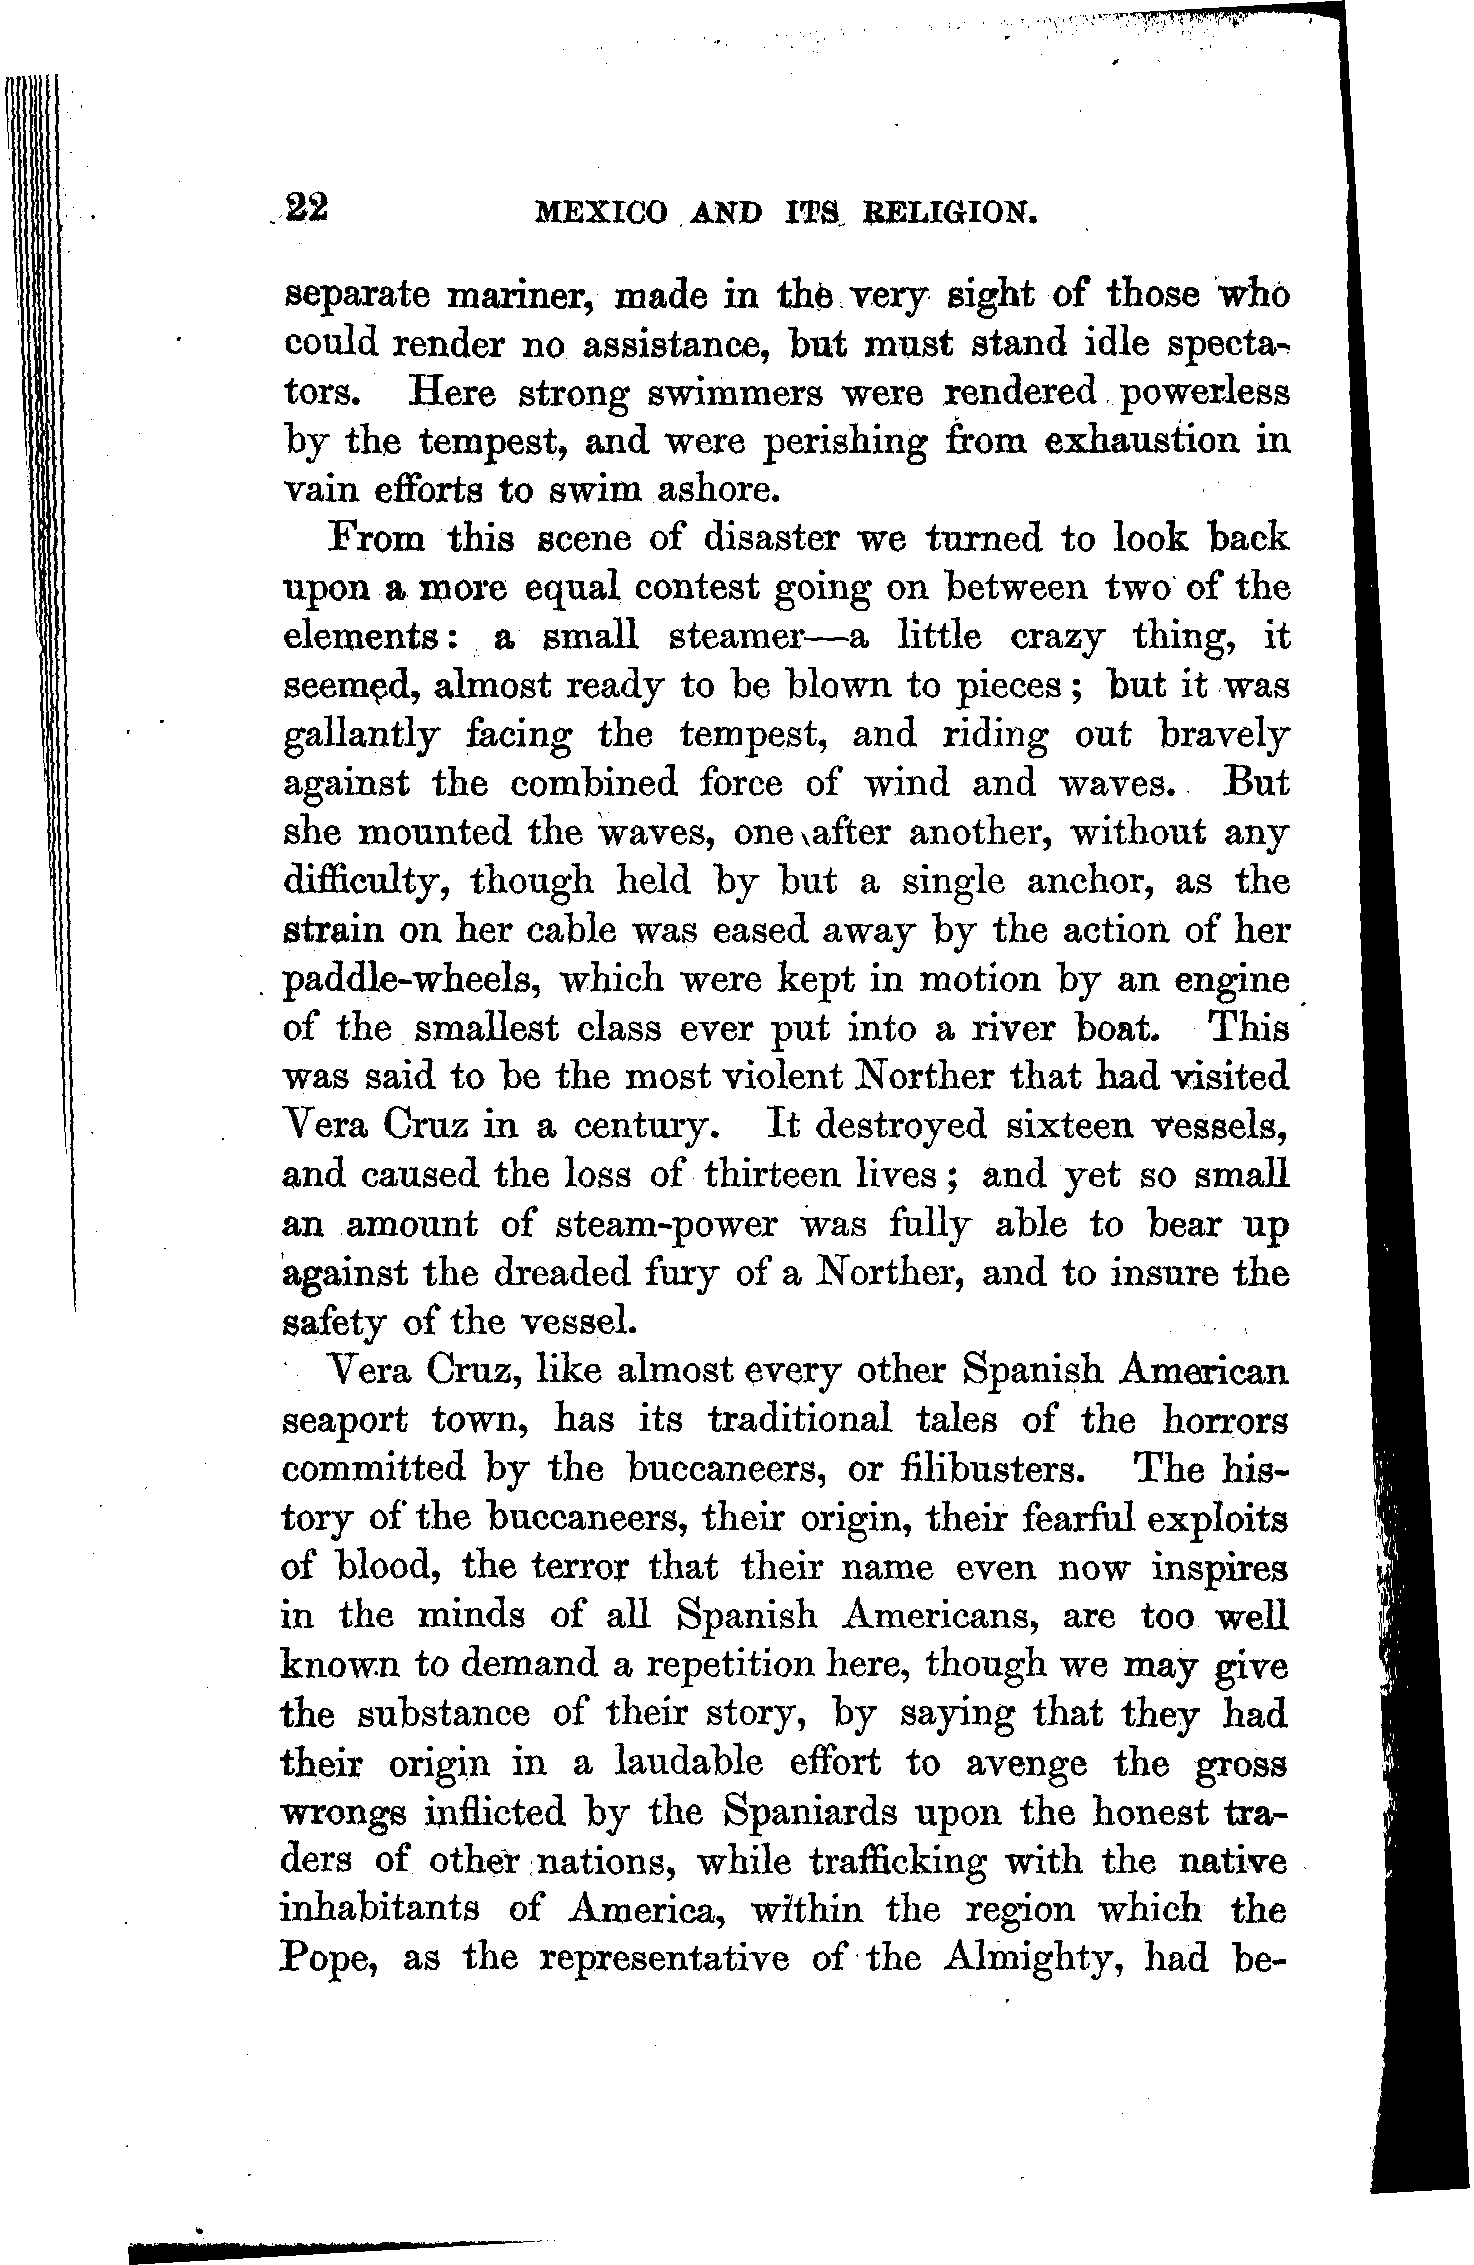 22 MEXICO AND ITS RELIGION.
separate mariner, made in the very sight of those who
could render no assistance, but must stand idle specta-
tors. Here strong swimmers were rendered powerless
by the tempest, and were perishing from exhaustion in
vain efforts to swim ashore.
From this scene of disaster we turned to look back
upon a more equal contest going on between two of the
elements: a small steamer—a little crazy thing, it
seemed, almost ready to be blown to pieces; but it was
gallantly facing the tempest, and riding out bravely
against the combined force of wind and waves. But
she mounted the waves, one after another, without any
difficulty, though held by but a single anchor, as the
strain on her cable was eased away by the action of her
paddle-wheels, which were kept in motion by an engine
of the smallest class ever put into a river boat. This
was said to be the most violent Norther that had visited
Vera Cruz in a century. It destroyed sixteen vessels,
and caused the loss of thirteen lives; and yet so small
an amount of steam-power was fully able to bear up
against the dreaded fury of a Norther, and to insure the
safety of the vessel.
Vera Cruz, like almost every other Spanish American
seaport town, has its traditional tales of the horrors
committed by the buccaneers, or filibusters. The his-
tory of the buccaneers, their origin, their fearful exploits
of blood, the terror that their name even now inspires
in the minds of all Spanish Americans, are too well
known to demand a repetition here, though we may give
the substance of their story, by saying that they had
their origin in a laudable effort to avenge the gross
wrongs inflicted by the Spaniards upon the honest tra-
ders of other nations, while trafficking with the native
inhabitants of America, within the region which the
Pope, as the representative of the Almighty, had be-